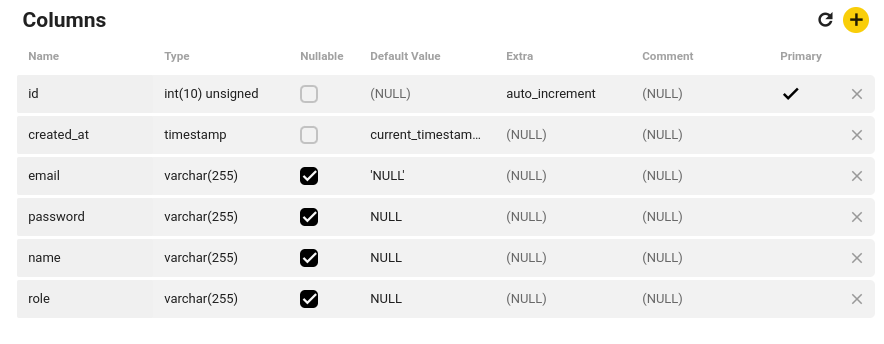 Columns
Name Type Nullable Default Value Extra Comment Primary
id int(10) unsigned (NULL) auto_increment (NULL)
created_at timestamp current_timestam... (NULL) (NULL)
email varchar(255) 'NULL' (NULL) (NULL)
password varchar(255) NULL (NULL) (NULL)
name varchar(255) NULL (NULL) (NULL)
role varchar(255) NULL (NULL) (NULL)